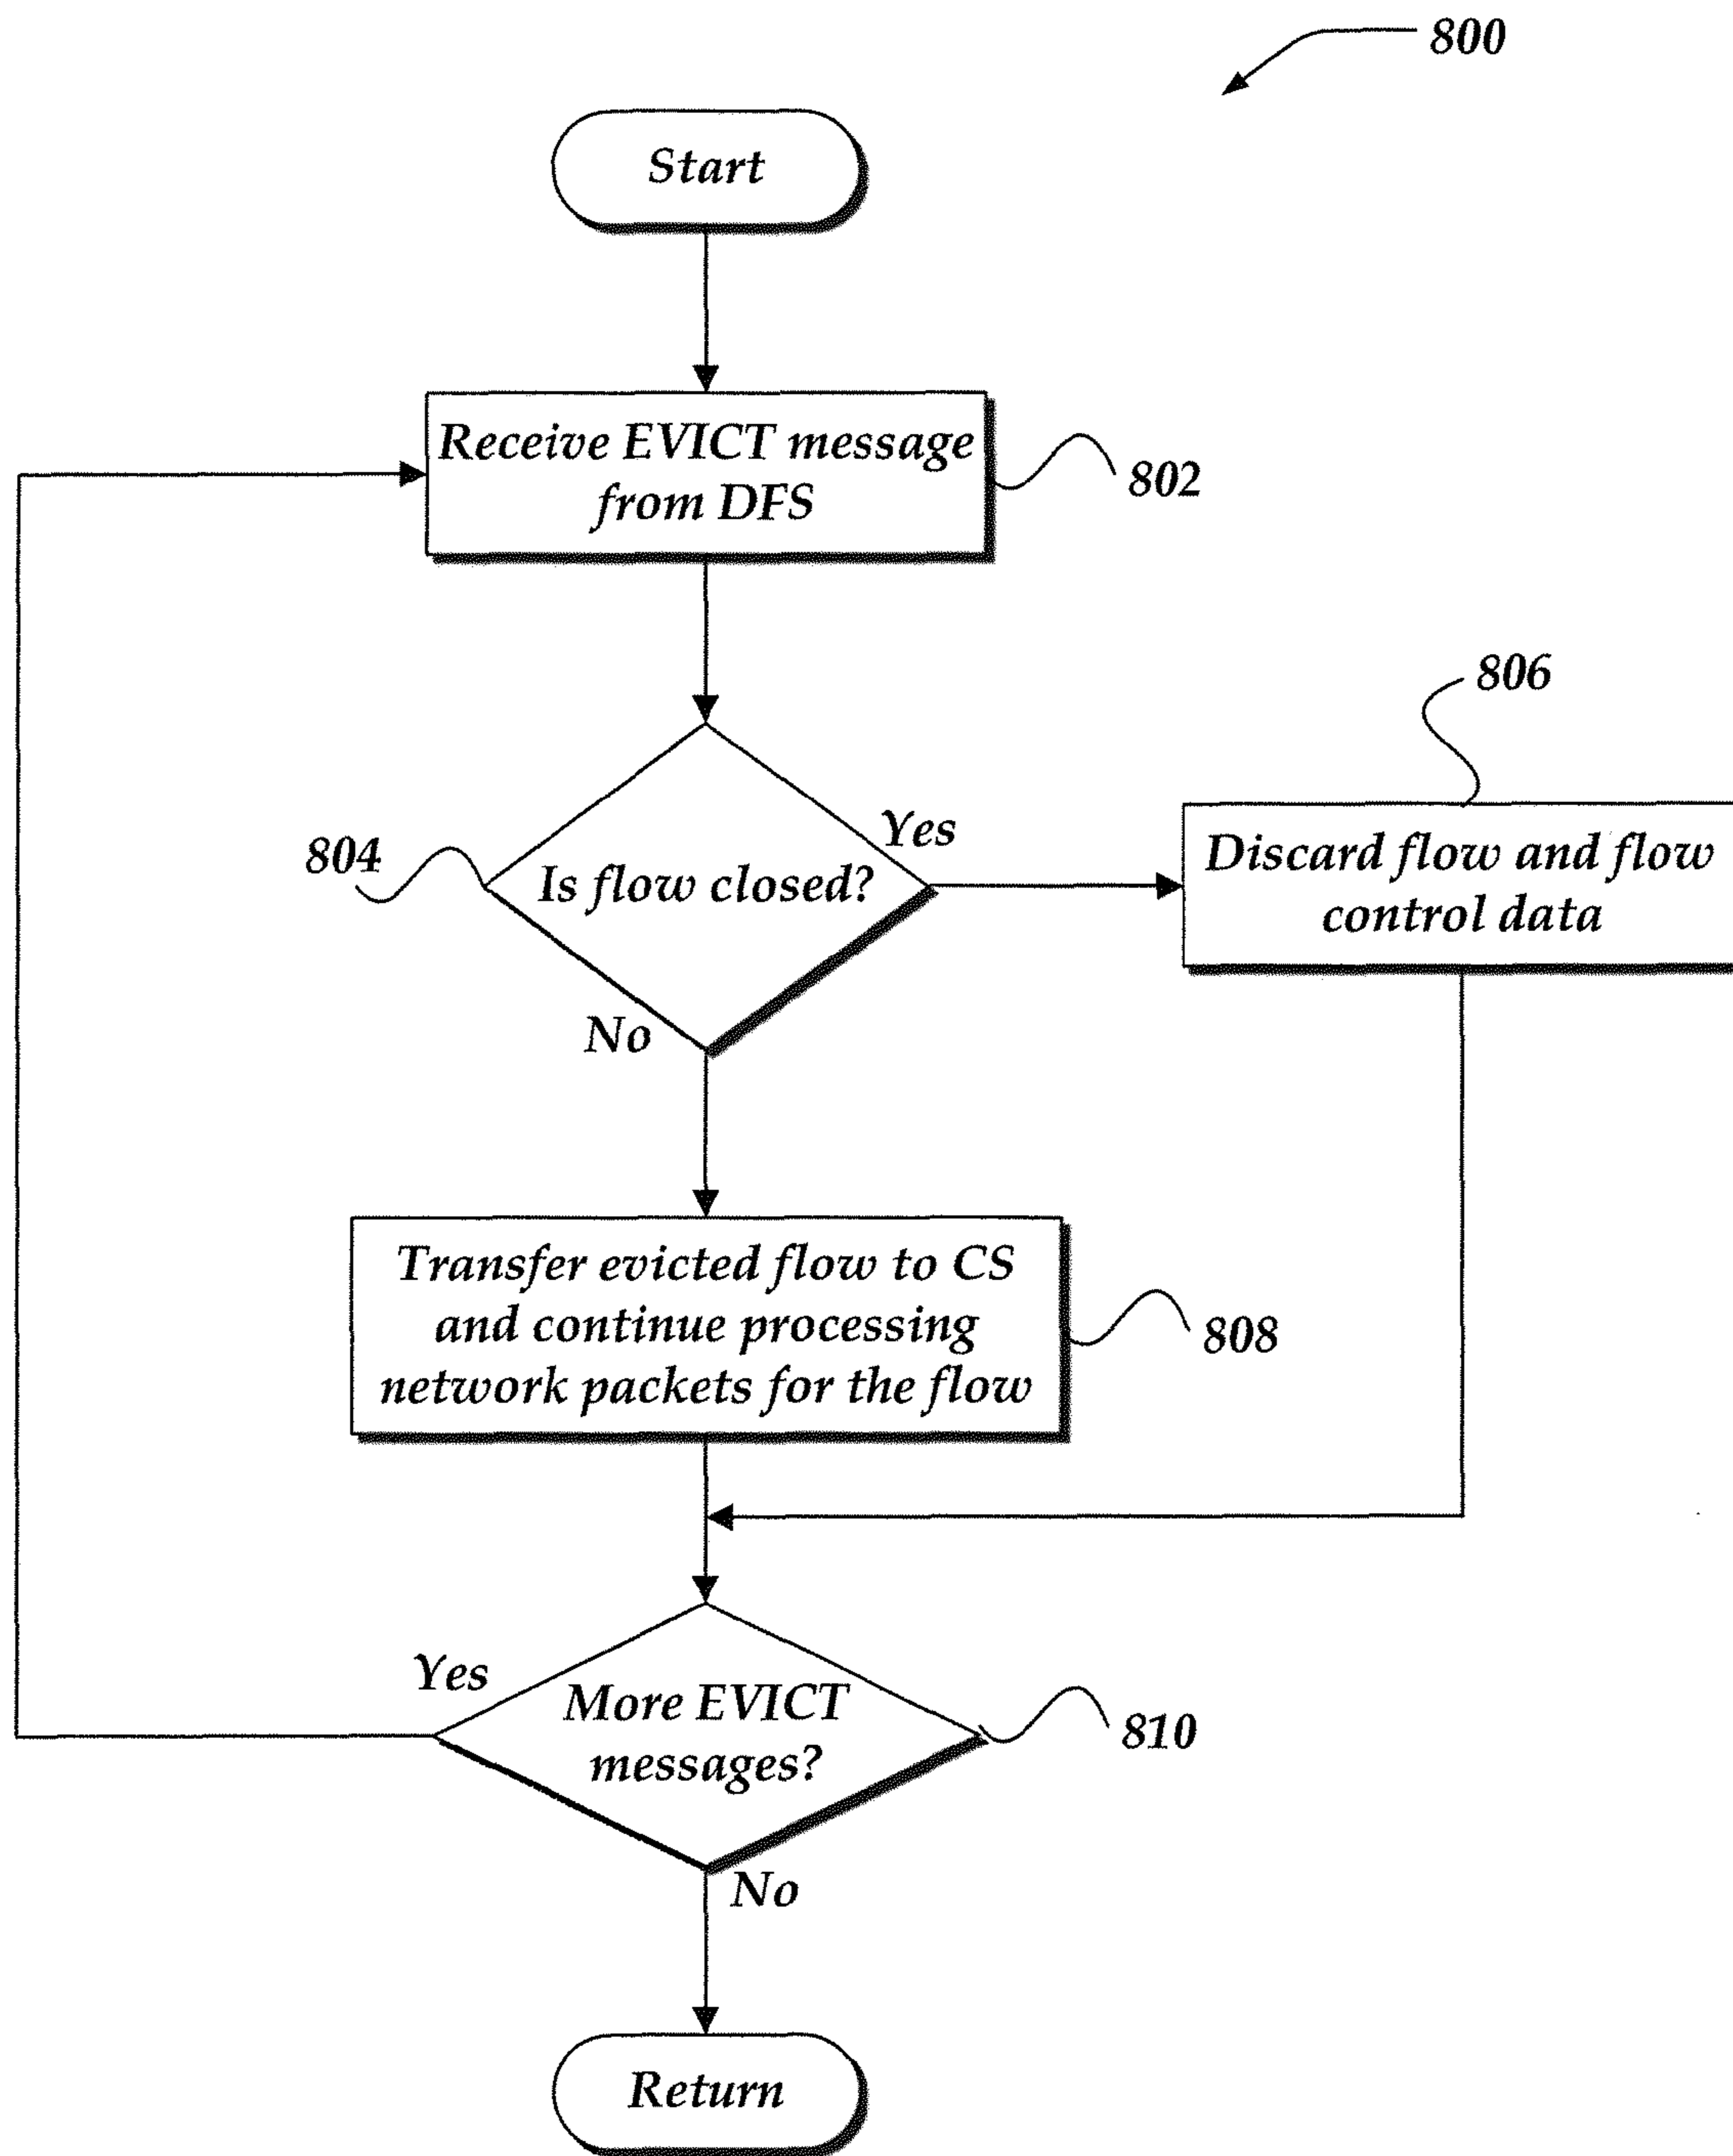 800
Start
Receive EVICT message
from DFS
802
806
804
Is flow closed?
Yes
Discard flow and flow
control data
No
Transfer evicted flow to CS
and continue processing
network packets for the flow
808
Yes
More EVICT
messages?
810
No
Return